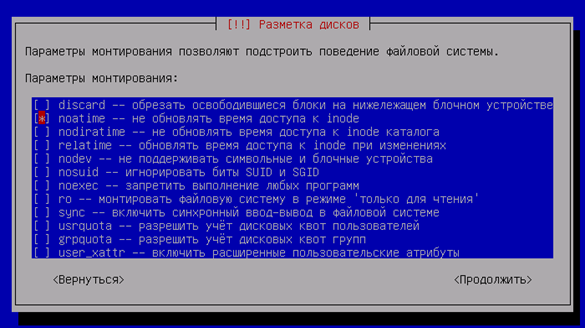 [!!] Разметка дисков
Параметры монтирования позволяют подстроить поведение файловой системы.
Параметры монтирования:
[ ] discard -- обрезать освободившиеся блоки на нижележащем блочном устройстве
[*] noatime -- не обновлять время доступа к inode
[ ] nodiratime -- не обновлять время доступа к inode каталога
[ ] relatime -- обновлять время доступа к inode при изменениях
[ ] nodev -- не поддерживать символьные и блочные устройства
[ ] nosuid -- игнорировать биты SUID и SGID
[ ] noexec -- запретить выполнение любых программ
[ ] ro -- монтировать файловую систему в режиме 'только для чтения'
[ ] sync -- включить синхронный ввод-вывод в файловой системе
[ ] usrquota -- разрешить учёт дисковых квот пользователей
[ ] grpquota -- разрешить учёт дисковых квот групп
[ ] user_xattr -- включить расширенные пользовательские атрибуты
<Вернуться> <Продолжить>